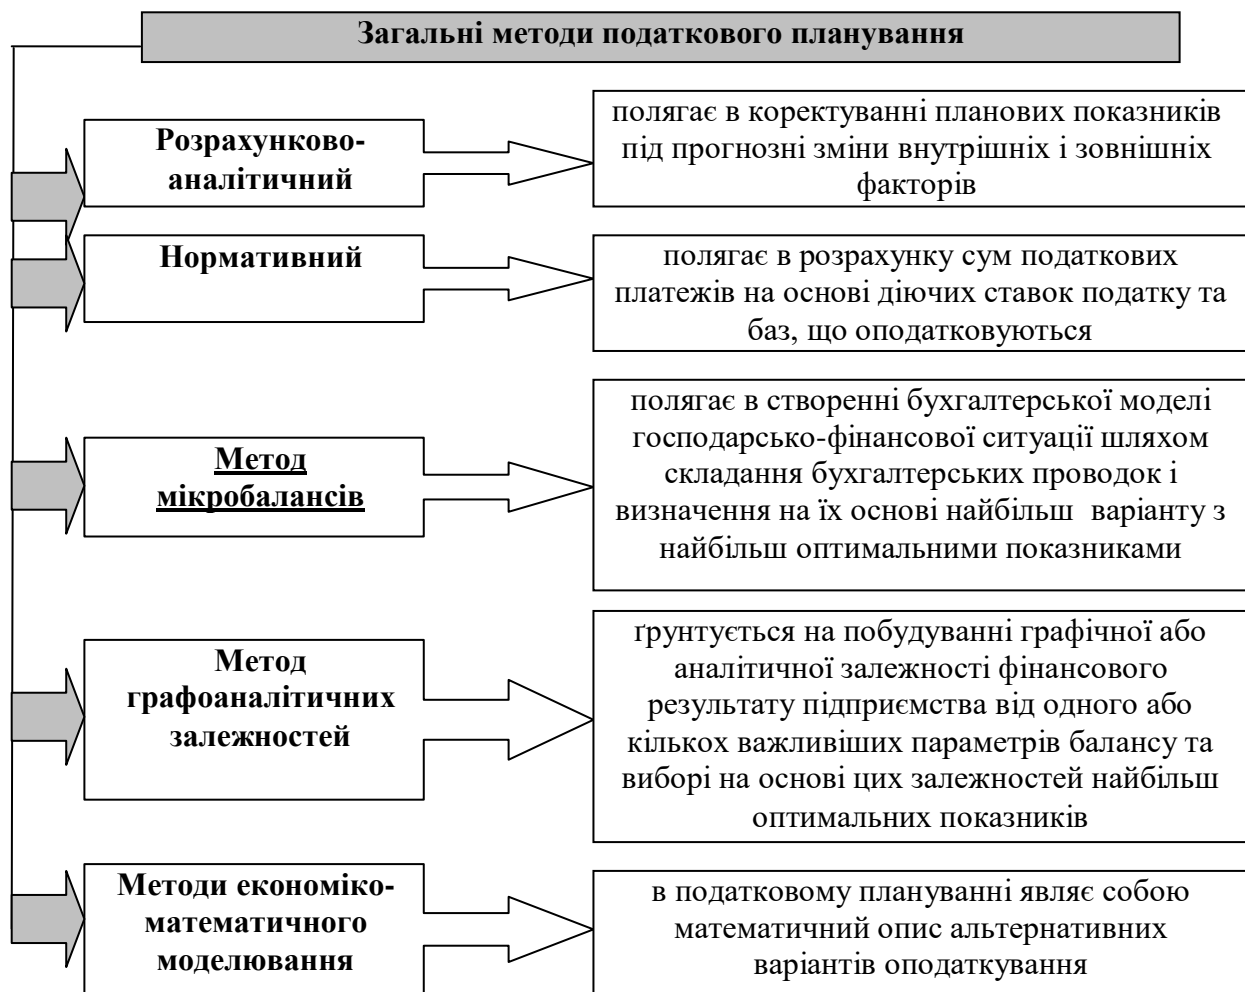 Загальні методи податкового планування
Розрахунково-
аналітичний
полягає в коректуванні планових показників
під прогнозні зміни внутрішніх і зовнішніх
факторів
Нормативний
полягає в розрахунку сум податкових
платежів на основі діючих ставок податку та
баз, що оподатковуються
Метод
мікробалансів
полягає в створенні бухгалтерської моделі
господарсько-фінансової ситуації шляхом
складання бухгалтерських проводок і
визначення на їх основі найбільш  варіанту з
найбільш оптимальними показниками
Метод
графоаналітичних
залежностей
ґрунтується на побудуванні графічної або
аналітичної залежності фінансового
результату підприємства від одного або
кількох важливіших параметрів балансу та
виборі на основі цих залежностей найбільш
оптимальних показників
Методи економіко-
математичного
моделювання
в податковому плануванні являє собою
математичний опис альтернативних
варіантів оподаткування